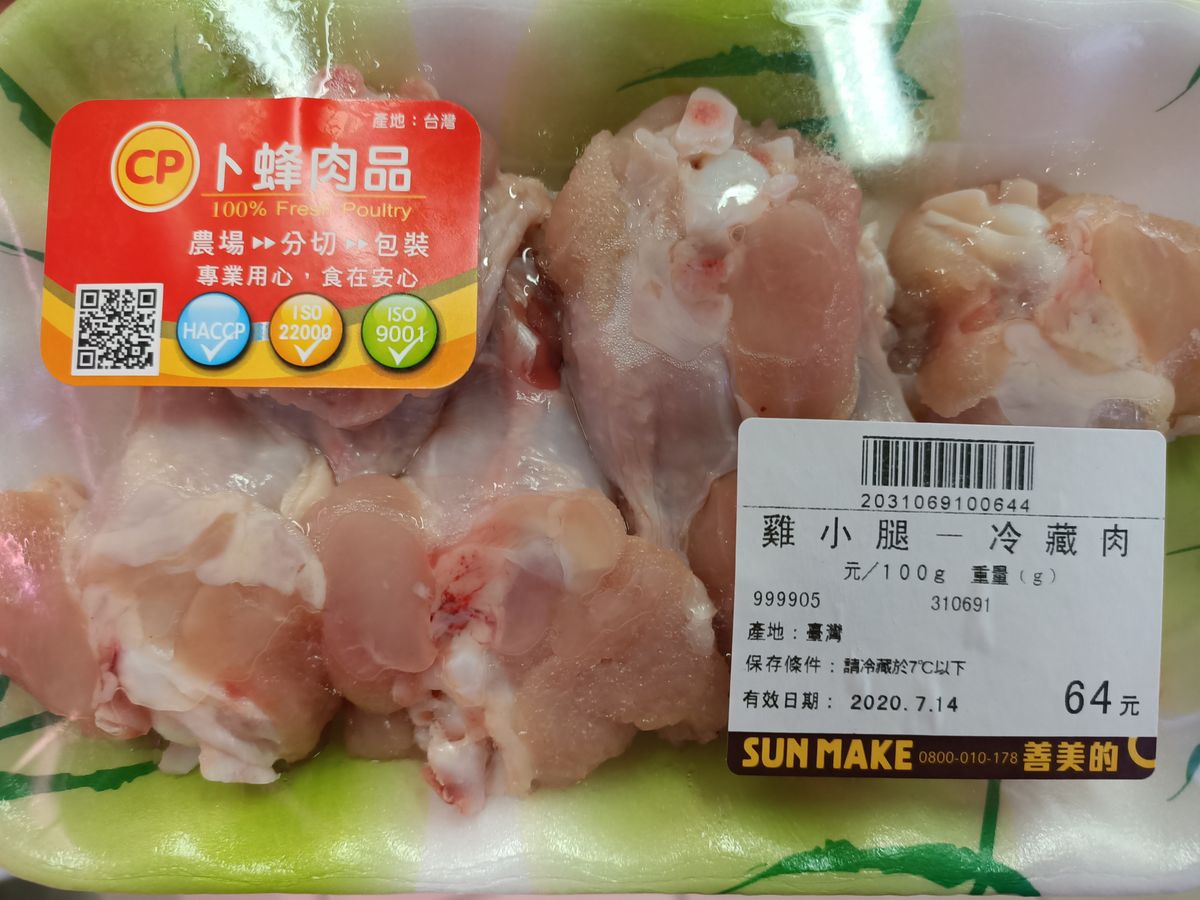 產地：台灣
CP 卜蜂肉品
100% Fresh Poultry
農場▸▸分切▸▸包裝
專業用心，食在安心
HACCP
ISO 22000
ISO 9001
2031069100644
雞小腿－冷藏肉
元/100g 重量(g)
999905 310691
產地：臺灣
保存條件：請冷藏於7℃以下
有效日期：2020.7.14
64元
SUN MAKE 0800-010-178 善美的